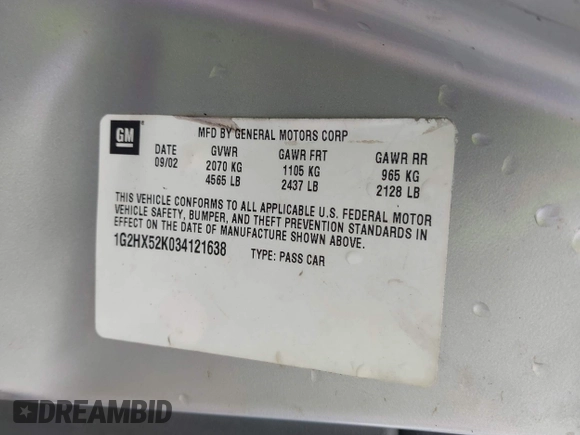 GM
MFD BY GENERAL MOTORS CORP
DATE GVWR GAWR FRT GAWR RR
09/02 2070 KG 1105 KG 965 KG
4565 LB 2437 LB 2128 LB
THIS VEHICLE CONFORMS TO ALL APPLICABLE U.S. FEDERAL MOTOR
VEHICLE SAFETY, BUMPER, AND THEFT PREVENTION STANDARDS IN
EFFECT ON THE DATE OF MANUFACTURE SHOWN ABOVE.
1G2HX52K034121638 TYPE: PASS CAR
DREAMBID